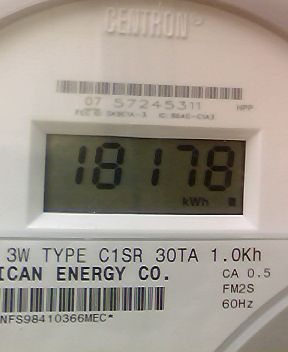 CENTRON
07 57245311 HPP
18178
kWh
3W TYPE C1SR 30TA 1.0Kh
ICAN ENERGY CO.
CA 0.5
FM2S
60Hz
NFS98410366MEC*